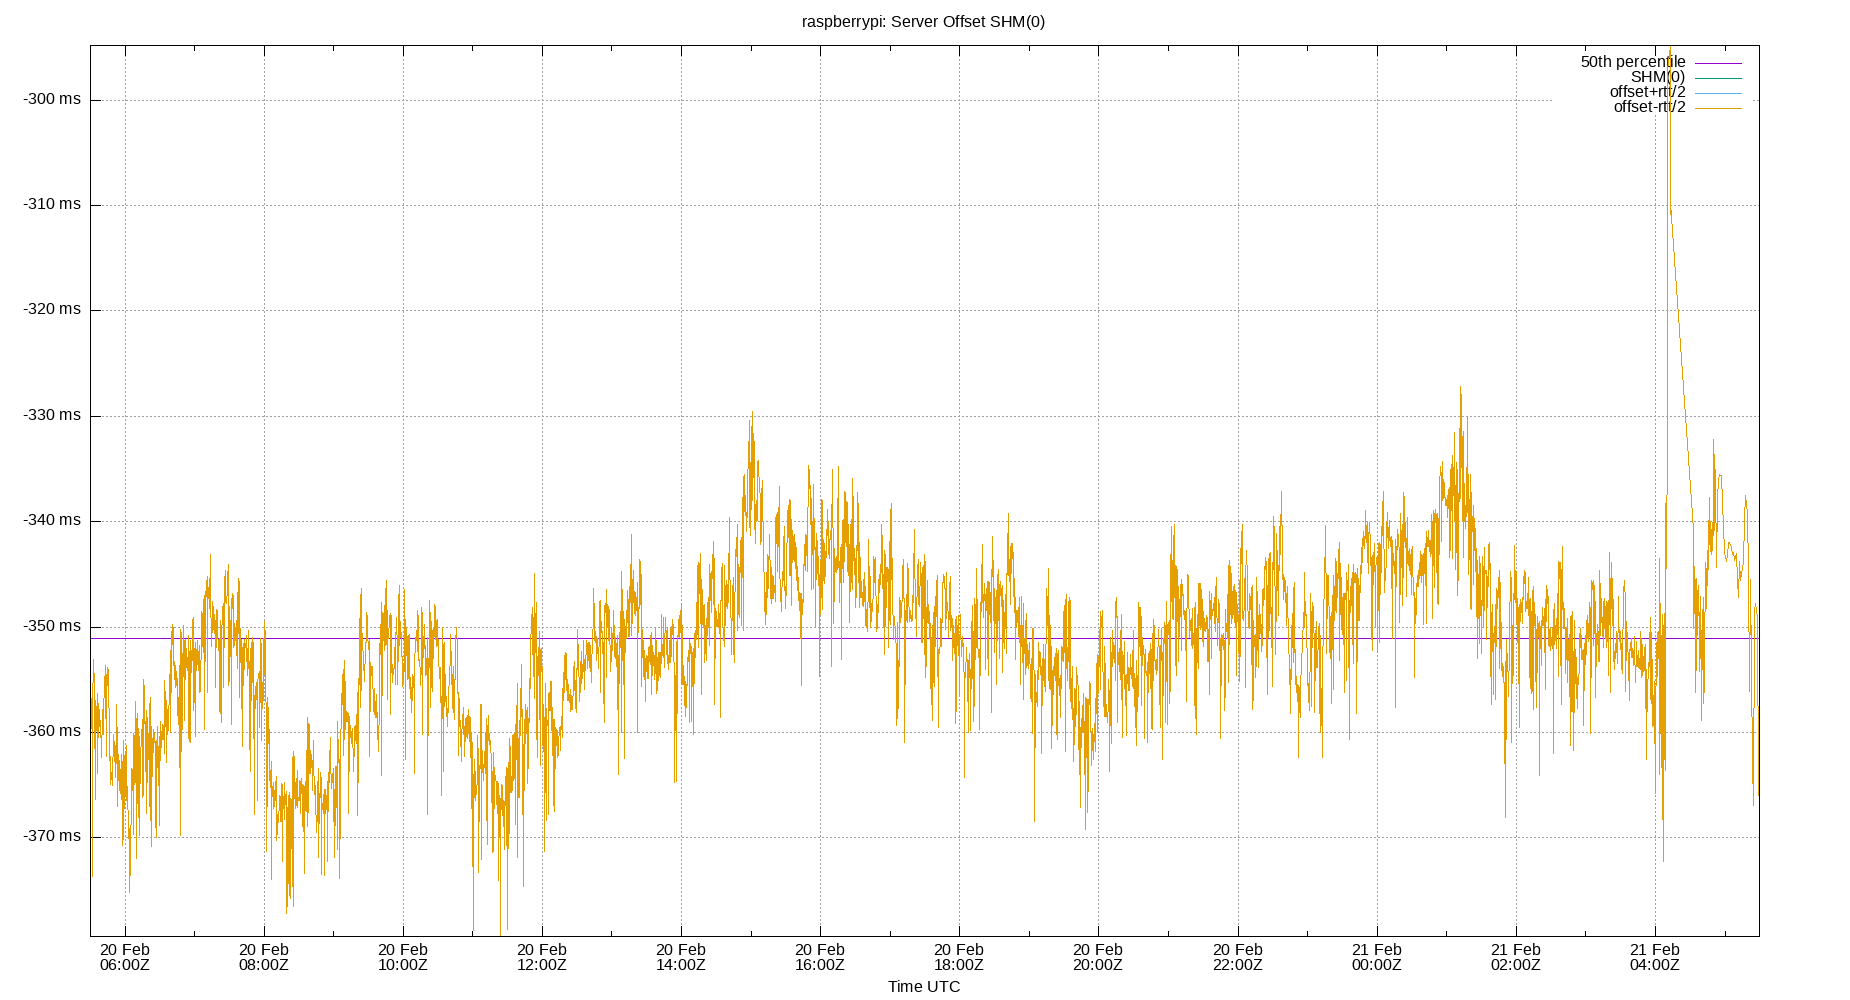 raspberrypi: Server Offset SHM(0)
50th percentile
SHM(0)
offset+rtt/2
offset-rtt/2
-300 ms
-310 ms
-320 ms
-330 ms
-340 ms
-350 ms
-360 ms
-370 ms
20 Feb 20 Feb 20 Feb 20 Feb 20 Feb 20 Feb 20 Feb 20 Feb 20 Feb 21 Feb 21 Feb 21 Feb
06:00Z 08:00Z 10:00Z 12:00Z 14:00Z 16:00Z 18:00Z 20:00Z 22:00Z 00:00Z 02:00Z 04:00Z
Time UTC